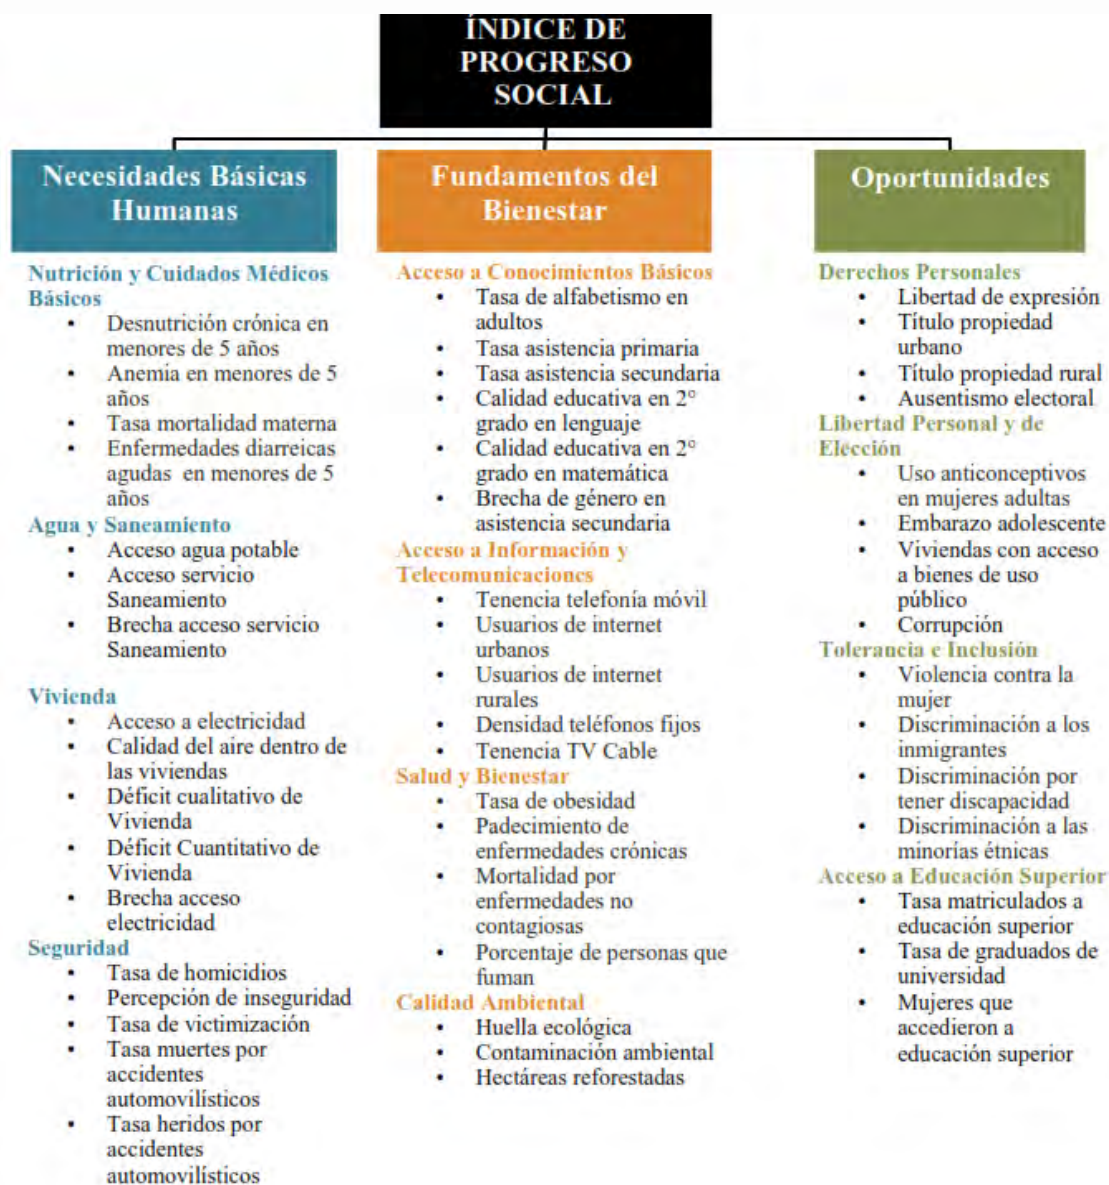 ÍNDICE DE
PROGRESO
SOCIAL
Necesidades Básicas
Humanas
Nutrición y Cuidados Médicos
Básicos
• Desnutrición crónica en
menores de 5 años
• Anemia en menores de 5
años
• Tasa mortalidad materna
• Enfermedades diarreicas
agudas en menores de 5
años
Agua y Saneamiento
• Acceso agua potable
• Acceso servicio
Saneamiento
• Brecha acceso servicio
Saneamiento
Vivienda
• Acceso a electricidad
• Calidad del aire dentro de
las viviendas
• Déficit cualitativo de
Vivienda
• Déficit Cuantitativo de
Vivienda
• Brecha acceso
electricidad
Seguridad
• Tasa de homicidios
• Percepción de inseguridad
• Tasa de victimización
• Tasa muertes por
accidentes
automovilísticos
• Tasa heridos por
accidentes
automovilísticos
Fundamentos del
Bienestar
Acceso a Conocimientos Básicos
• Tasa de alfabetismo en
adultos
• Tasa asistencia primaria
• Tasa asistencia secundaria
• Calidad educativa en 2°
grado en lenguaje
• Calidad educativa en 2°
grado en matemática
• Brecha de género en
asistencia secundaria
Acceso a Información y
Telecomunicaciones
• Tenencia telefonía móvil
• Usuarios de internet
urbanos
• Usuarios de internet
rurales
• Densidad teléfonos fijos
• Tenencia TV Cable
Salud y Bienestar
• Tasa de obesidad
• Padecimiento de
enfermedades crónicas
• Mortalidad por
enfermedades no
contagiosas
• Porcentaje de personas que
fuman
Calidad Ambiental
• Huella ecológica
• Contaminación ambiental
• Hectáreas reforestadas
Oportunidades
Derechos Personales
• Libertad de expresión
• Título propiedad
urbano
• Título propiedad rural
• Ausentismo electoral
Libertad Personal y de
Elección
• Uso anticonceptivos
en mujeres adultas
• Embarazo adolescente
• Viviendas con acceso
a bienes de uso
público
• Corrupción
Tolerancia e Inclusión
• Violencia contra la
mujer
• Discriminación a los
inmigrantes
• Discriminación por
tener discapacidad
• Discriminación a las
minorías étnicas
Acceso a Educación Superior
• Tasa matriculados a
educación superior
• Tasa de graduados de
universidad
• Mujeres que
accedieron a
educación superior